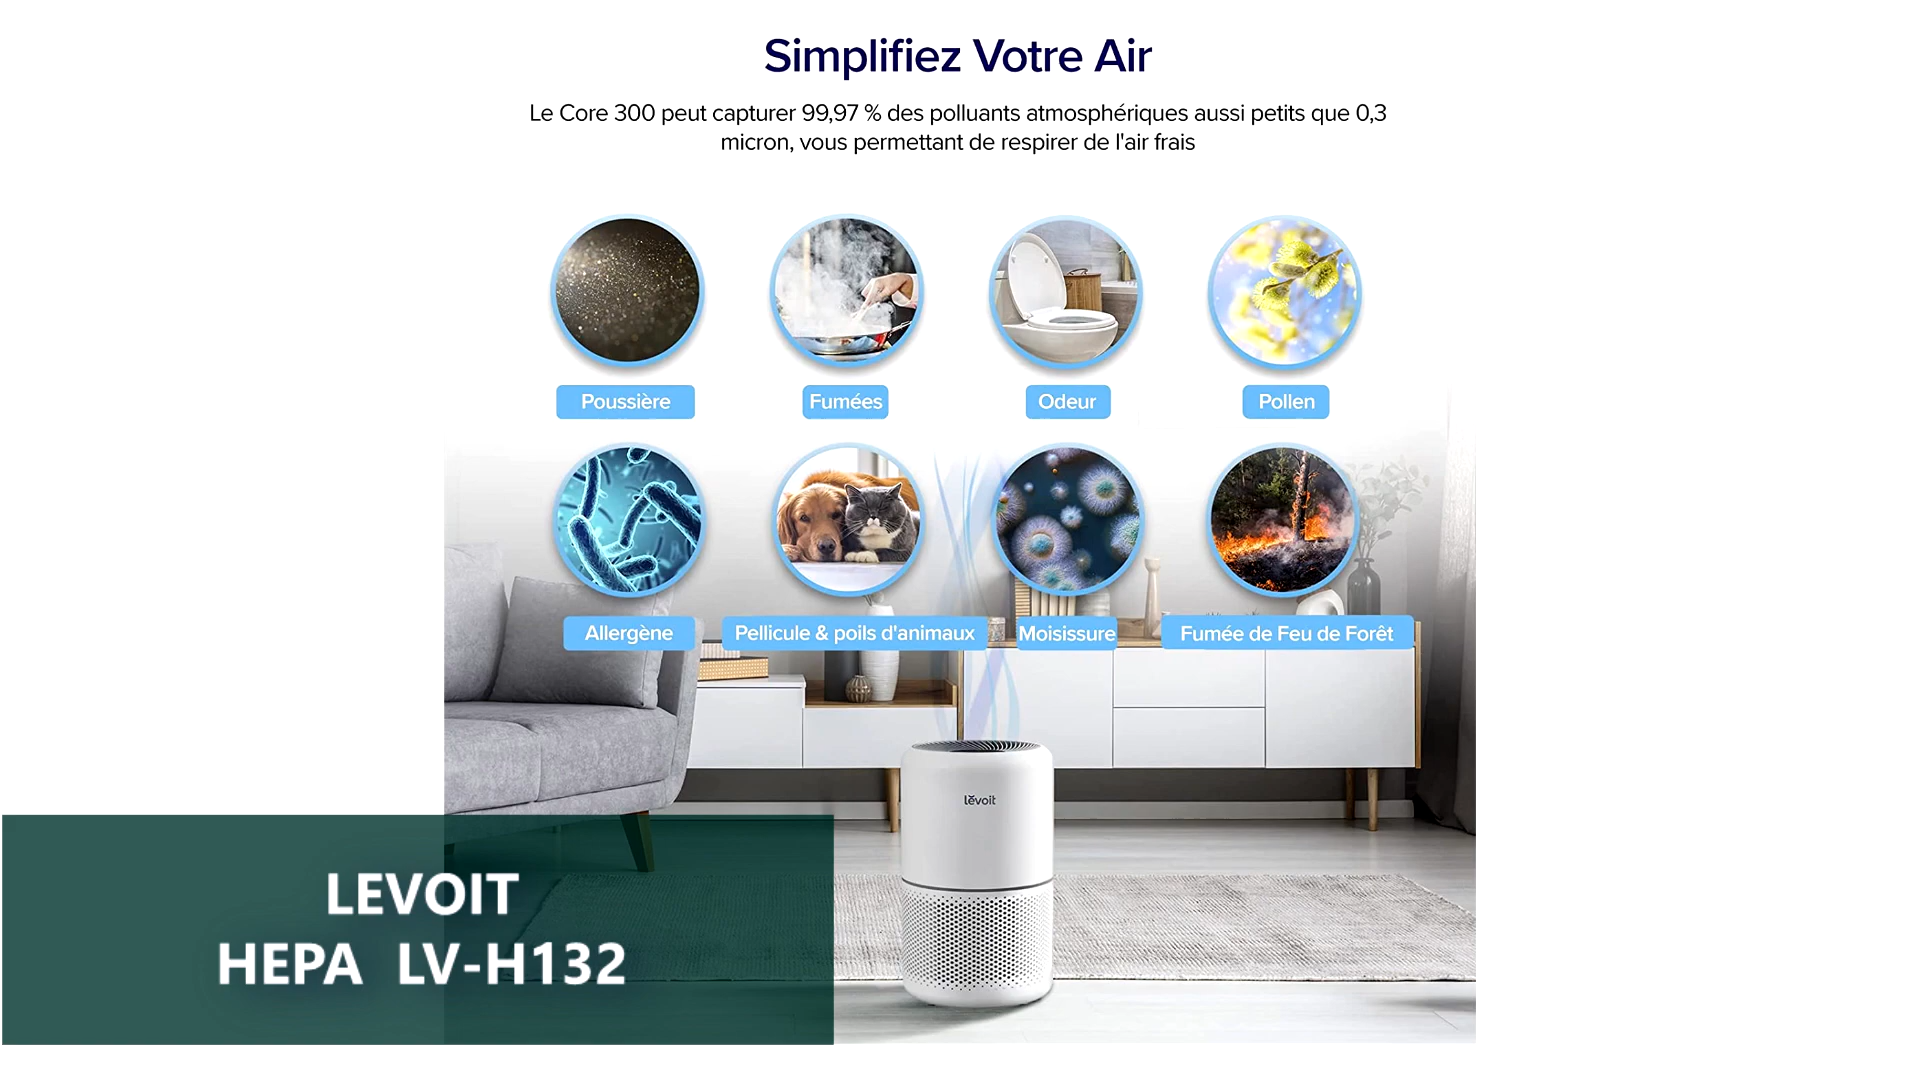 Simplifiez Votre Air
Le Core 300 peut capturer 99,97 % des polluants atmosphériques aussi petits que 0,3
micron, vous permettant de respirer de l'air frais
Poussière
Fumées
Odeur
Pollen
Allergène
Pellicule & poils d'animaux
Moisissure
Fumée de Feu de Forêt
levoit
LEVOIT
HEPA LV-H132